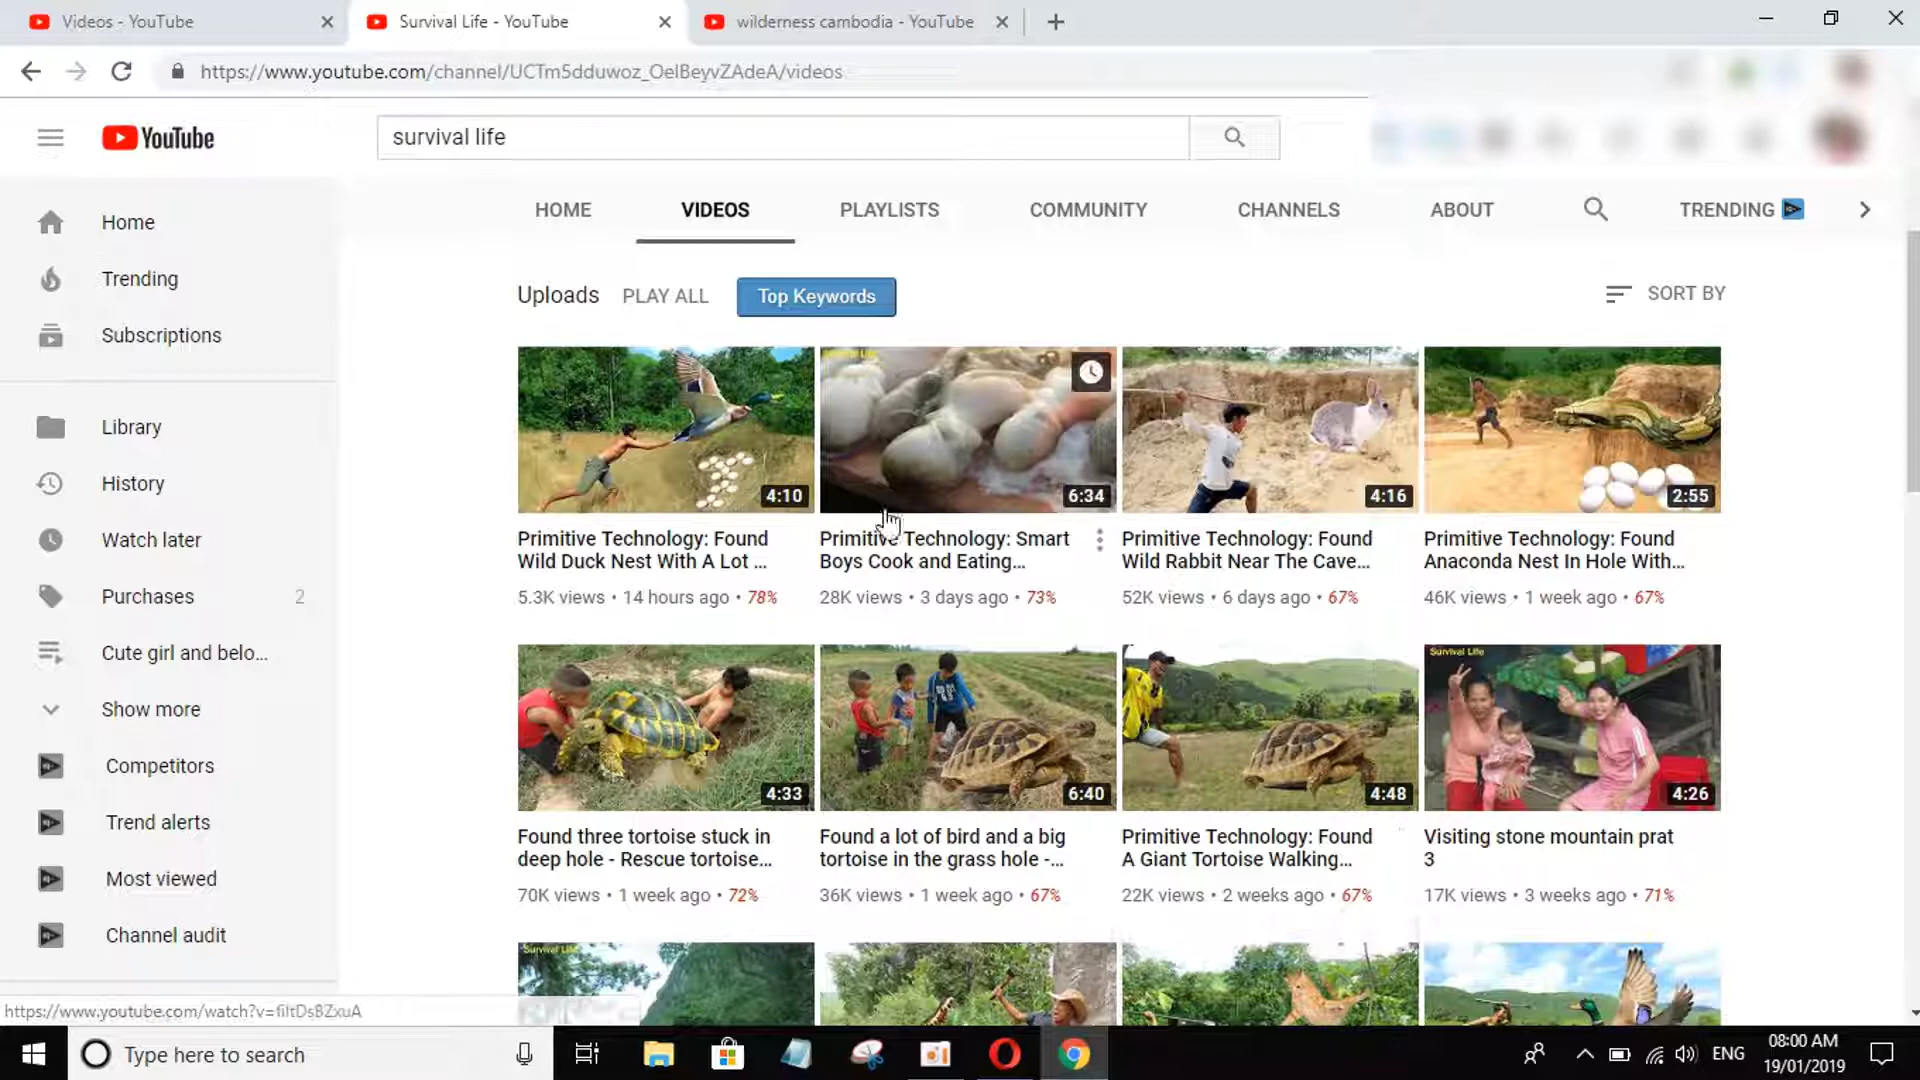 Videos - YouTube
Survival Life - YouTube
wilderness cambodia - YouTube
https://www.youtube.com/channel/UCTm5dduwoz_OelBeyvZAdeA/videos
YouTube
survival life
HOME
VIDEOS
PLAYLISTS
COMMUNITY
CHANNELS
ABOUT
TRENDING
Home
Trending
Subscriptions
Library
History
Watch later
Purchases 2
Cute girl and belo...
Show more
Competitors
Trend alerts
Most viewed
Channel audit
Uploads
PLAY ALL
Top Keywords
SORT BY
4:10
Primitive Technology: Found
Wild Duck Nest With A Lot ...
5.3K views • 14 hours ago • 78%
6:34
Primitive Technology: Smart
Boys Cook and Eating...
28K views • 3 days ago • 73%
4:16
Primitive Technology: Found
Wild Rabbit Near The Cave...
52K views • 6 days ago • 67%
2:55
Primitive Technology: Found
Anaconda Nest In Hole With...
46K views • 1 week ago • 67%
4:33
Found three tortoise stuck in
deep hole - Rescue tortoise...
70K views • 1 week ago • 72%
6:40
Found a lot of bird and a big
tortoise in the grass hole -...
36K views • 1 week ago • 67%
4:48
Primitive Technology: Found
A Giant Tortoise Walking...
22K views • 2 weeks ago • 67%
Survival Life
4:26
Visiting stone mountain prat
3
17K views • 3 weeks ago • 71%
Survival Life
https://www.youtube.com/watch?v=filtDsBZxuA
Type here to search
ENG
08:00 AM
19/01/2019